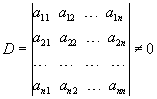 a₁₁ a₁₂ … a₁ₙ
a₂₁ a₂₂ … a₂ₙ
D = … … … … ≠ 0
aₙ₁ aₙ₂ … aₙₙ